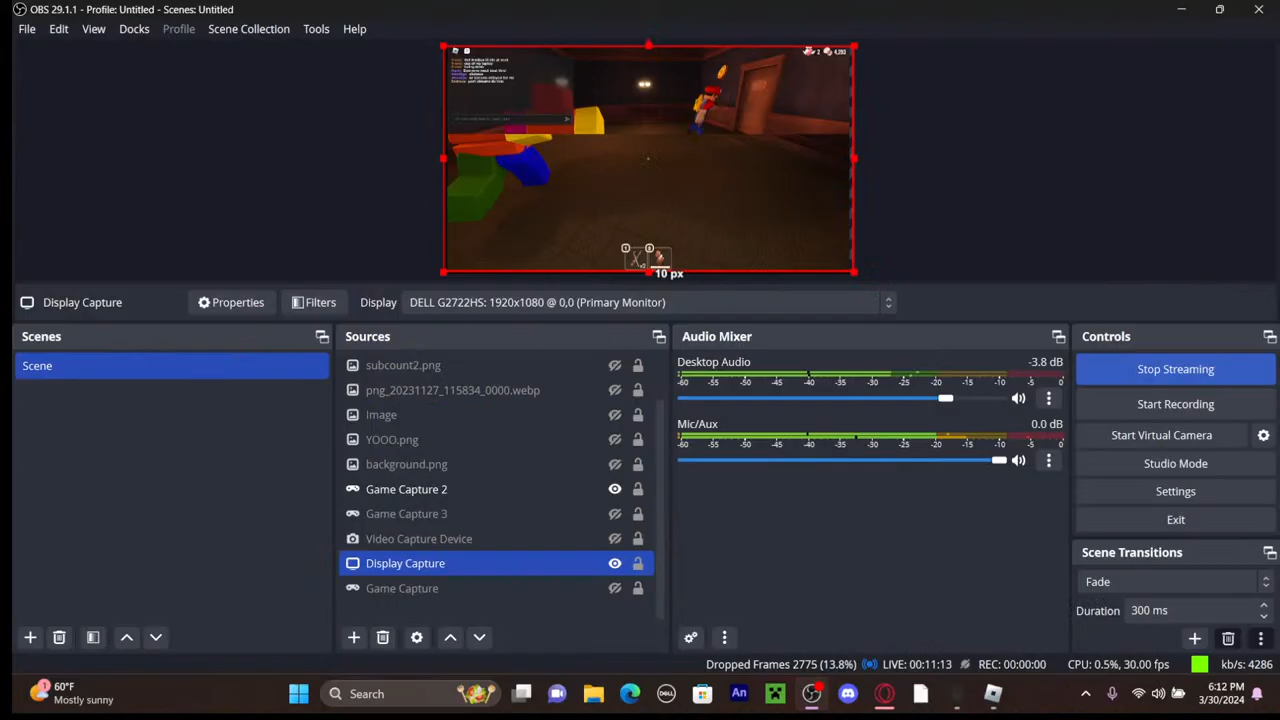 OBS 29.1.1 - Profile: Untitled - Scenes: Untitled
File Edit View Docks Profile Scene Collection Tools Help
2 4,293
1 8
10 px
Display Capture Properties Filters Display DELL G2722HS: 1920x1080 @ 0,0 (Primary Monitor)
Scenes
Scene
Sources
subcount2.png
png_20231127_115834_0000.webp
Image
YOOO.png
background.png
Game Capture 2
Game Capture 3
Video Capture Device
Display Capture
Game Capture
Audio Mixer
Desktop Audio -3.8 dB
-60 -55 -50 -45 -40 -35 -30 -25 -20 -15 -10 -5 0
Mic/Aux 0.0 dB
-60 -55 -50 -45 -40 -35 -30 -25 -20 -15 -10 -5 0
Controls
Stop Streaming
Start Recording
Start Virtual Camera
Studio Mode
Settings
Exit
Scene Transitions
Fade
Duration 300 ms
Dropped Frames 2775 (13.8%) LIVE: 00:11:13 REC: 00:00:00 CPU: 0.5%, 30.00 fps kb/s: 4286
60°F
Mostly sunny
Search
DELL
An
6:12 PM
3/30/2024